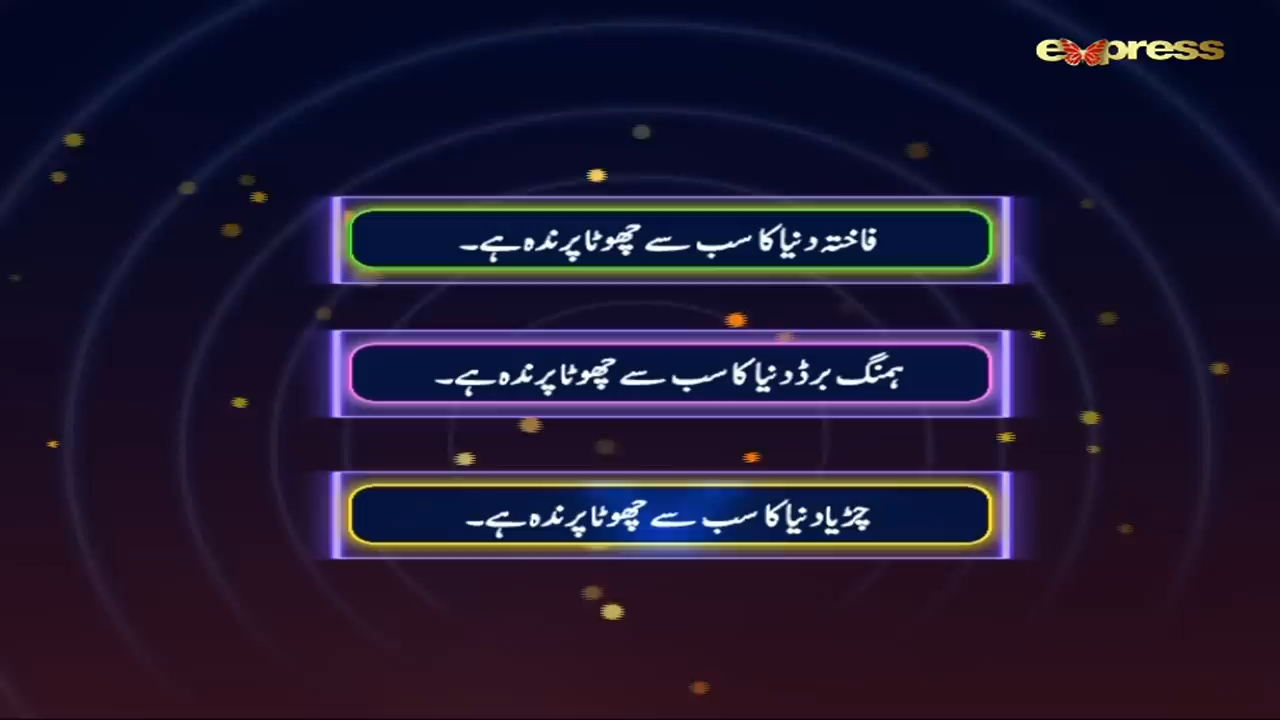 express
فاختہ دنیا کا سب سے چھوٹا پرندہ ہے۔
ہمنگ برڈ دنیا کا سب سے چھوٹا پرندہ ہے۔
چڑیا دنیا کا سب سے چھوٹا پرندہ ہے۔